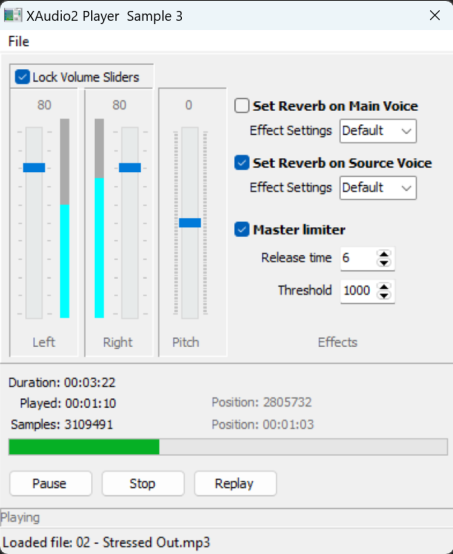 XAudio2 Player  Sample 3
File
Lock Volume Sliders
80 80 0
Left Right Pitch
Set Reverb on Main Voice
Effect Settings Default
Set Reverb on Source Voice
Effect Settings Default
Master limiter
Release time 6
Threshold 1000
Effects
Duration: 00:03:22
Played: 00:01:10 Position: 2805732
Samples: 3109491 Position: 00:01:03
Pause Stop Replay
Playing
Loaded file: 02 - Stressed Out.mp3